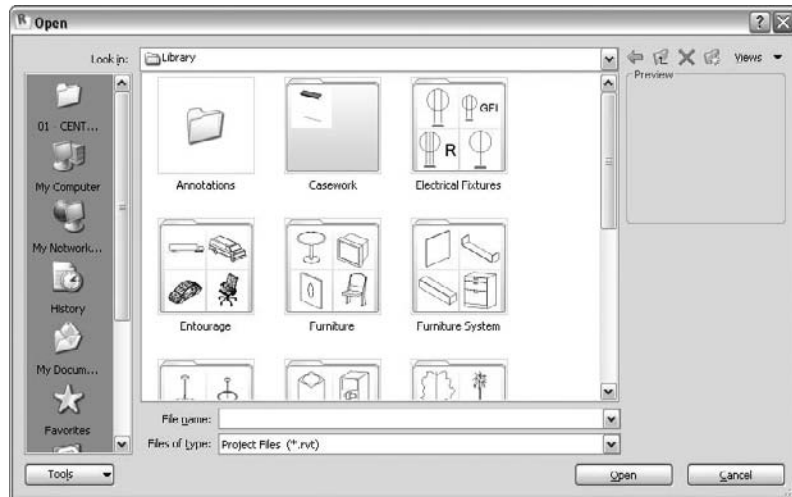 R Open
Look in: Library Views
Preview
01 - CENT...
My Computer
My Network...
History
My Docum...
Favorites
Annotations Casework Electrical Fixtures
GFI
R
Entourage Furniture Furniture System
File name:
Files of type: Project Files (*.rvt)
Tools Open Cancel